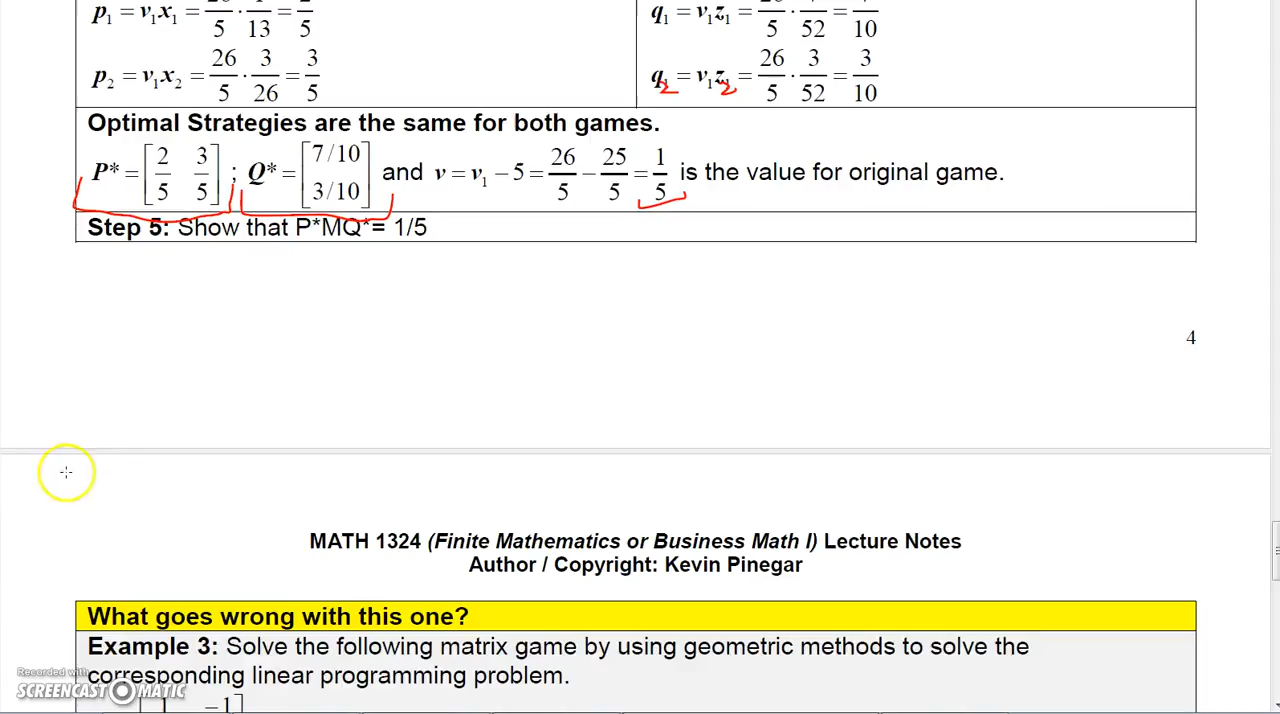 p₁ = v₁x₁ = 26/5 · 1/13 = 2/5
q₁ = v₁z₁ = 26/5 · 7/52 = 7/10
p₂ = v₁x₂ = 26/5 · 3/26 = 3/5
q₂ = v₁z₂ = 26/5 · 3/52 = 3/10
Optimal Strategies are the same for both games.
P* = [2/5 3/5] ; Q* = [7/10 3/10] and v = v₁ − 5 = 26/5 − 25/5 = 1/5 is the value for original game.
Step 5: Show that P*MQ*= 1/5
4
MATH 1324 (Finite Mathematics or Business Math I) Lecture Notes
Author / Copyright: Kevin Pinegar
What goes wrong with this one?
Example 3: Solve the following matrix game by using geometric methods to solve the
corresponding linear programming problem.
1 −1
Recorded with
SCREENCAST MATIC